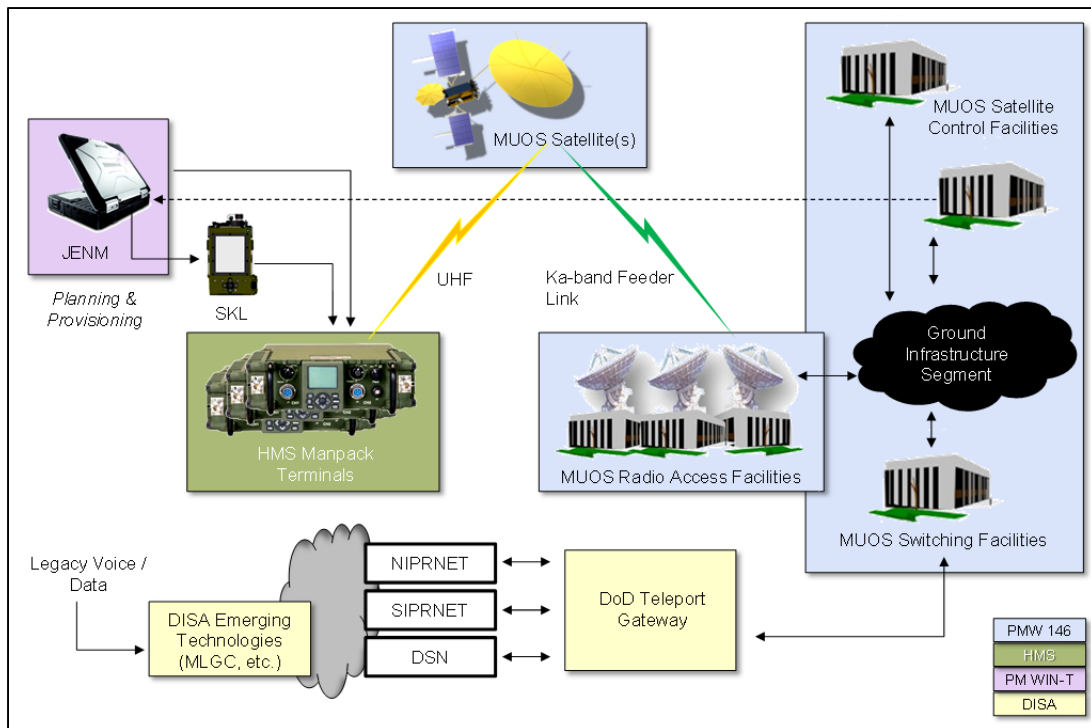 MUOS Satellite(s)
MUOS Satellite
Control Facilities
JENM
Planning &
Provisioning
SKL
UHF
Ka-band Feeder
Link
Ground
Infrastructure
Segment
HMS Manpack
Terminals
MUOS Radio Access Facilities
MUOS Switching Facilities
Legacy Voice /
Data
DISA Emerging
Technologies
(MLGC, etc.)
NIPRNET
SIPRNET
DSN
DoD Teleport
Gateway
PMW 146
HMS
PM WIN-T
DISA